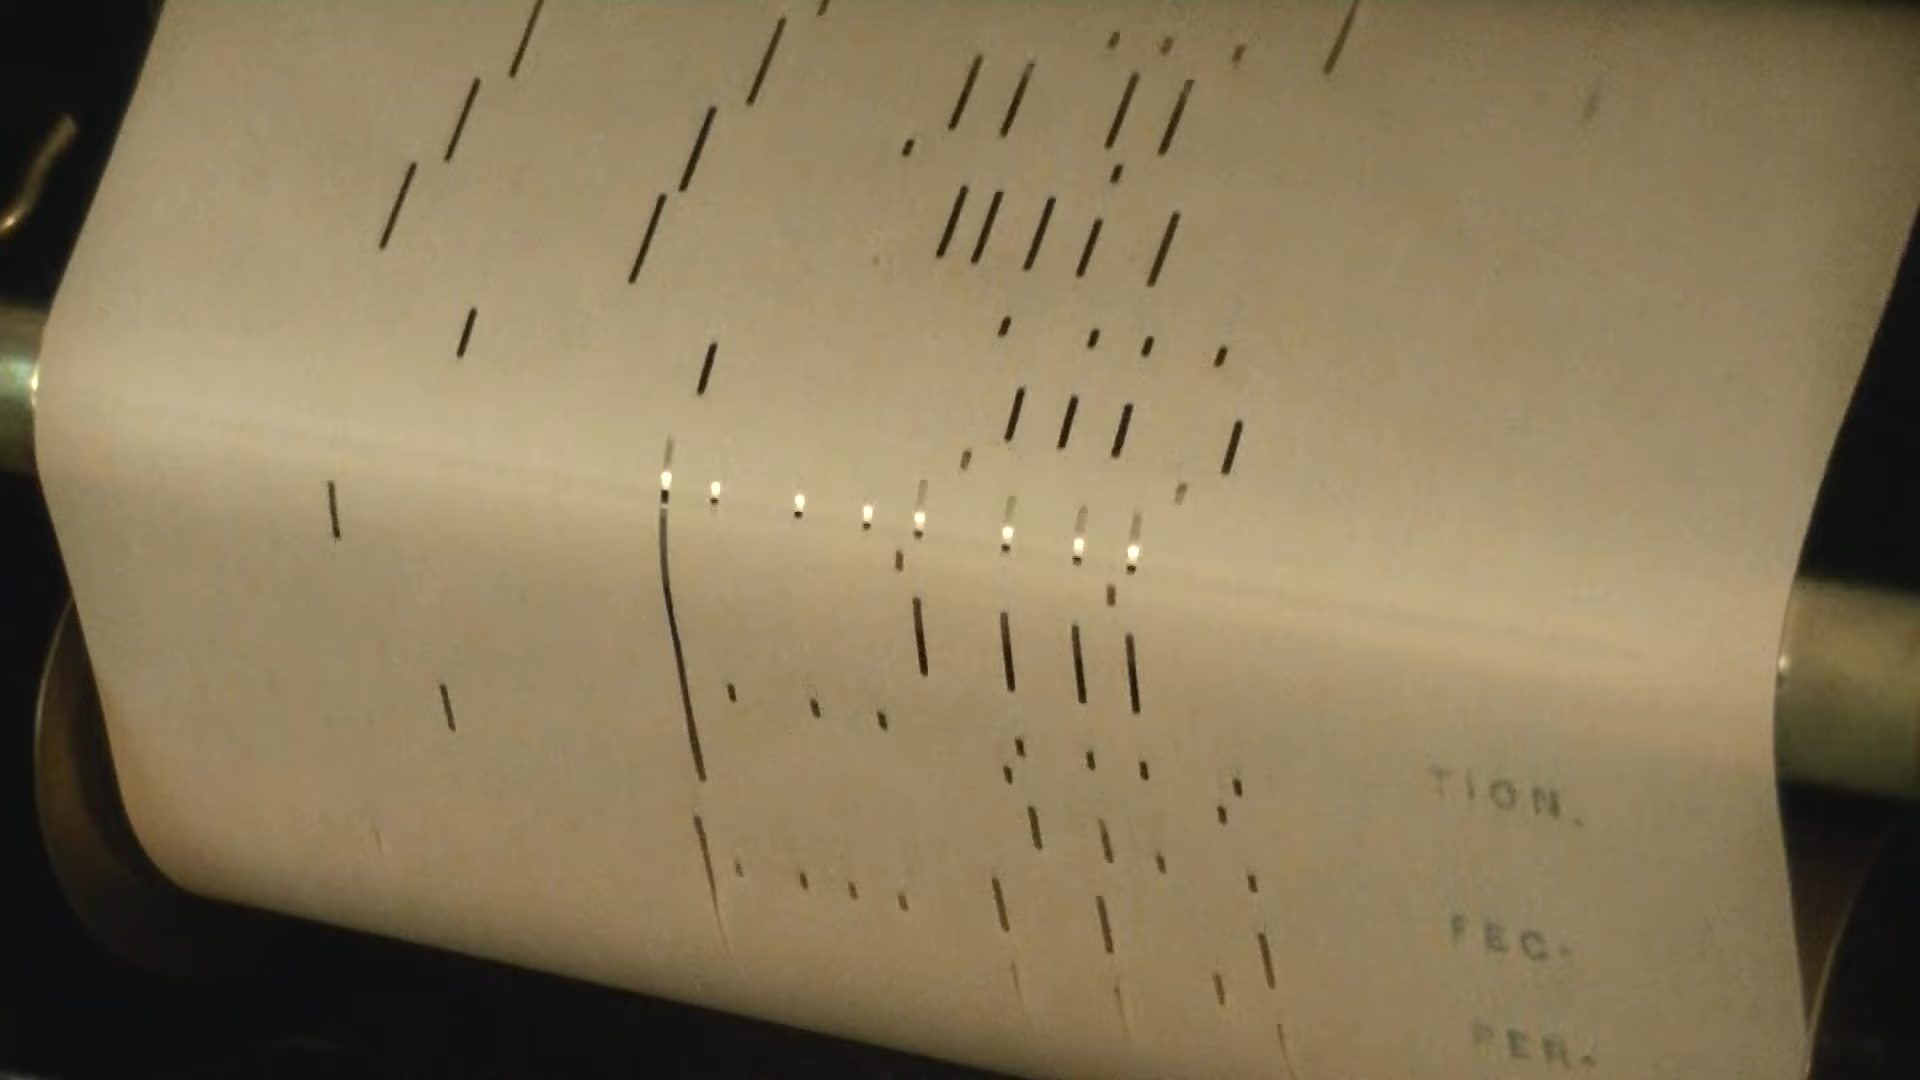 TION.
FEC-
PER-